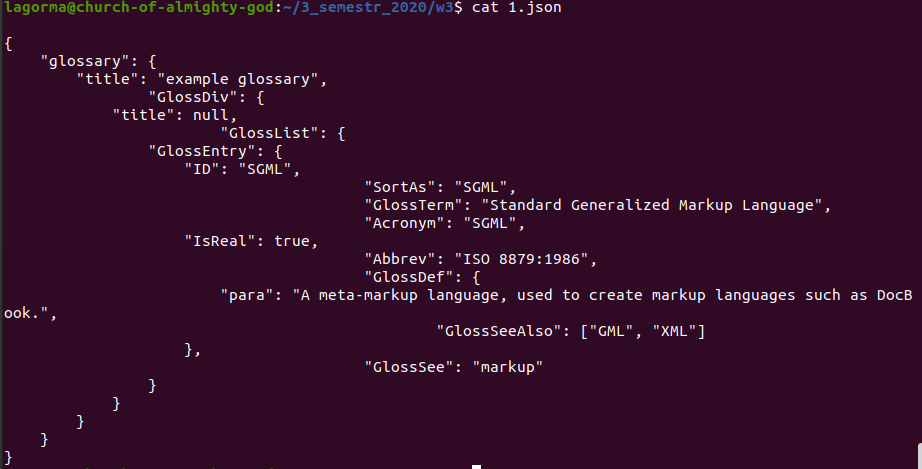 lagorma@church-of-almighty-god:~/3_semestr_2020/w3$ cat 1.json
{
"glossary": {
"title": "example glossary",
"GlossDiv": {
"title": null,
"GlossList": {
"GlossEntry": {
"ID": "SGML",
"SortAs": "SGML",
"GlossTerm": "Standard Generalized Markup Language",
"Acronym": "SGML",
"IsReal": true,
"Abbrev": "ISO 8879:1986",
"GlossDef": {
"para": "A meta-markup language, used to create markup languages such as DocB
ook.",
"GlossSeeAlso": ["GML", "XML"]
},
"GlossSee": "markup"
}
}
}
}
}